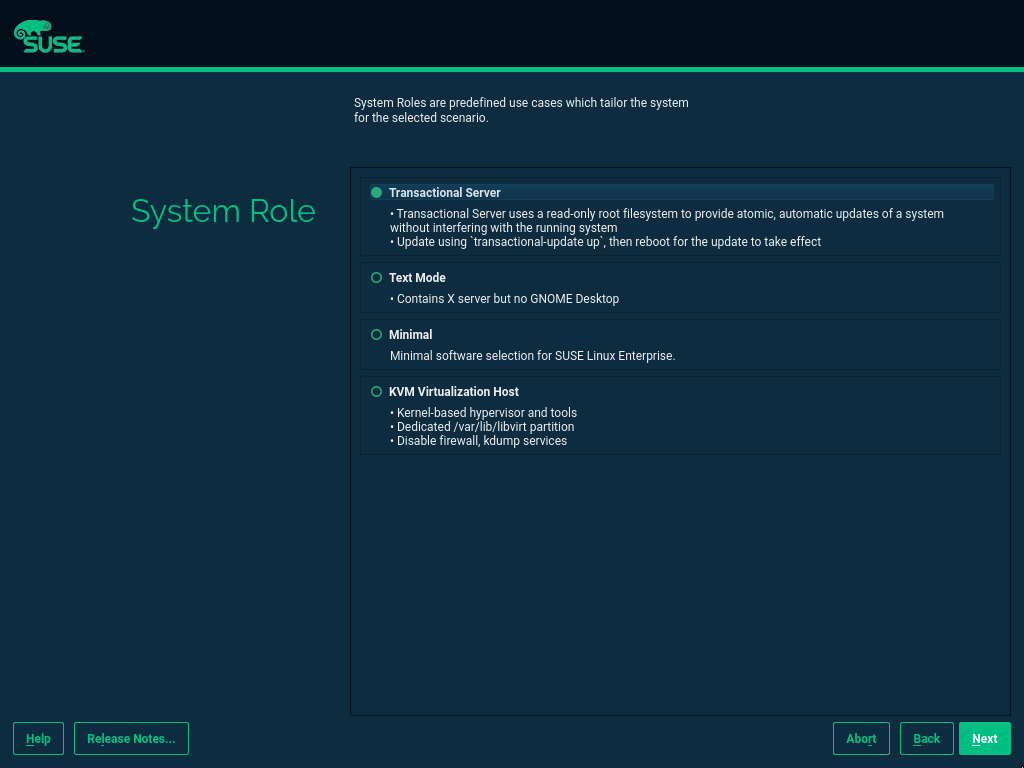 SUSE
System Roles are predefined use cases which tailor the system
for the selected scenario.
System Role
Transactional Server
• Transactional Server uses a read-only root filesystem to provide atomic, automatic updates of a system
without interfering with the running system
• Update using `transactional-update up`, then reboot for the update to take effect
Text Mode
• Contains X server but no GNOME Desktop
Minimal
Minimal software selection for SUSE Linux Enterprise.
KVM Virtualization Host
• Kernel-based hypervisor and tools
• Dedicated /var/lib/libvirt partition
• Disable firewall, kdump services
Help Release Notes... Abort Back Next